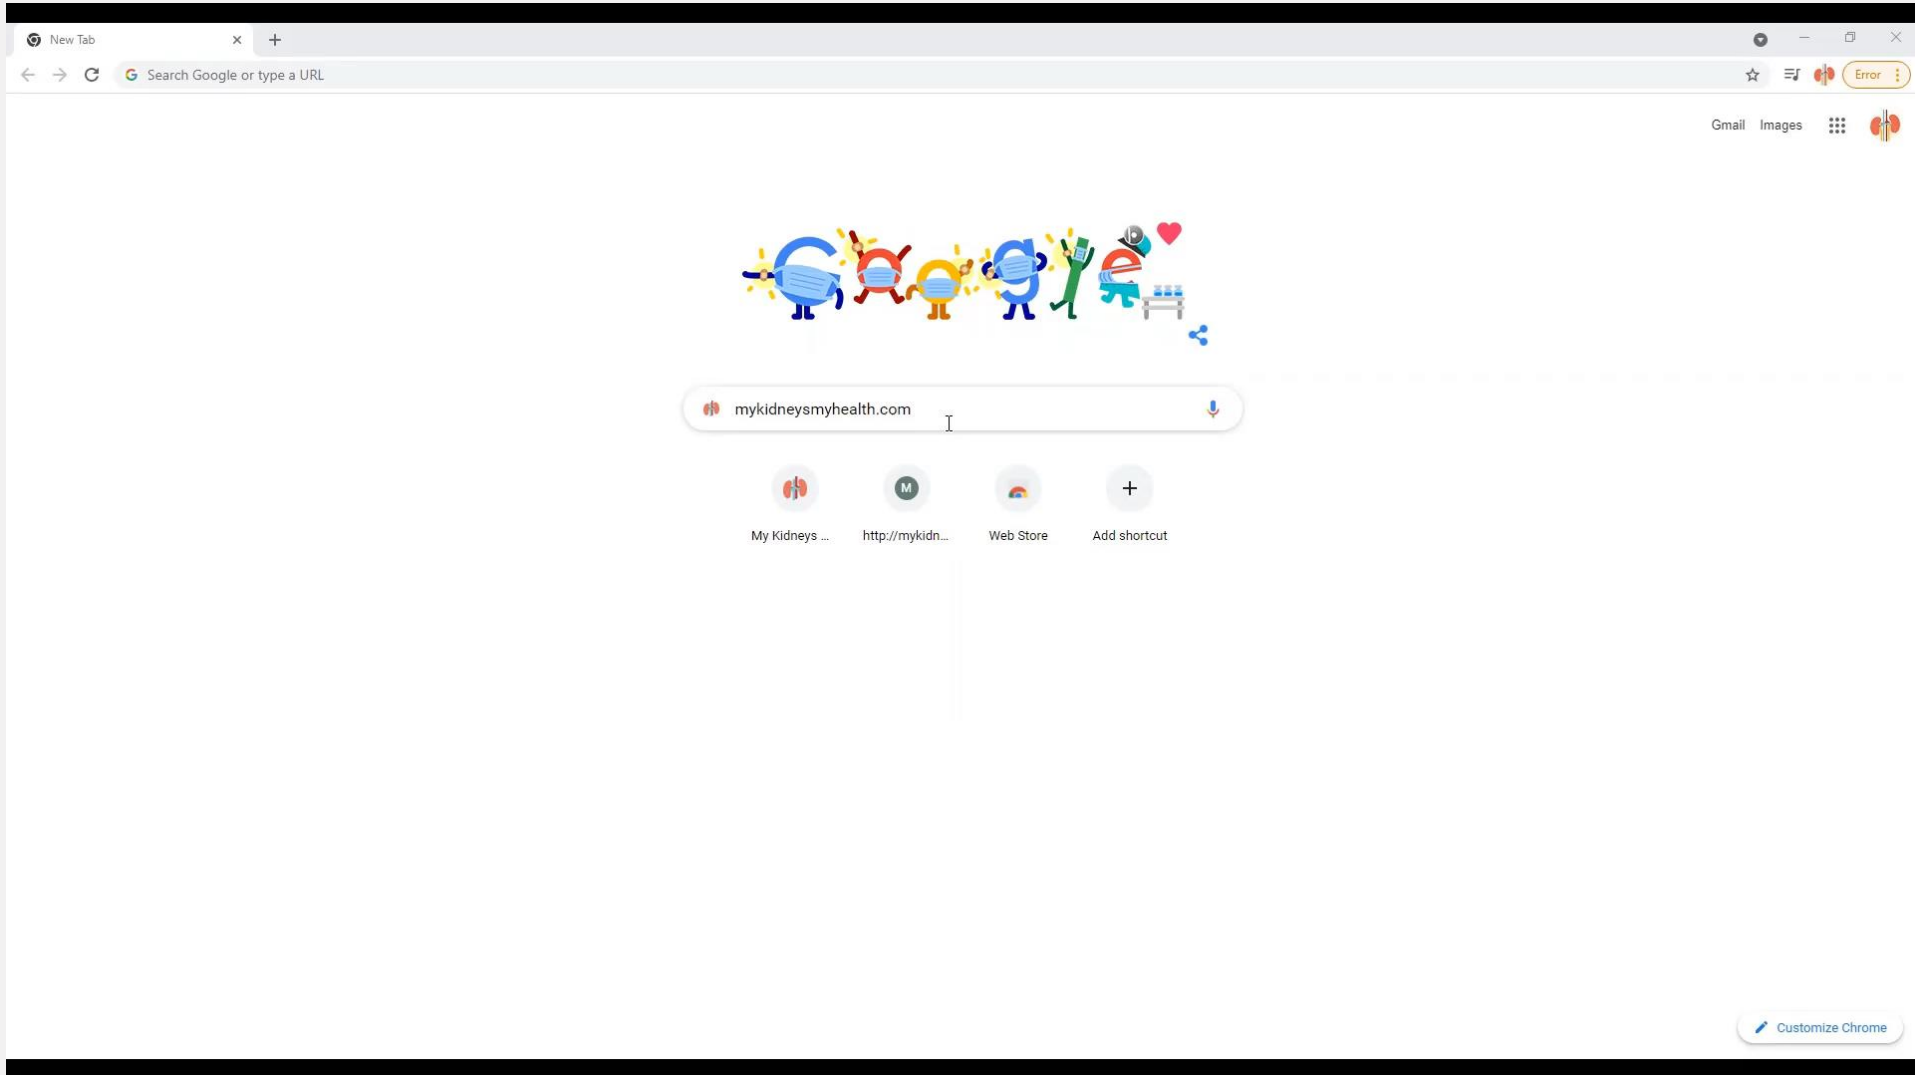 New Tab
Search Google or type a URL
Error
Gmail Images
Google
mykidneysmyhealth.com
M
My Kidneys ... http://mykidn... Web Store Add shortcut
Customize Chrome